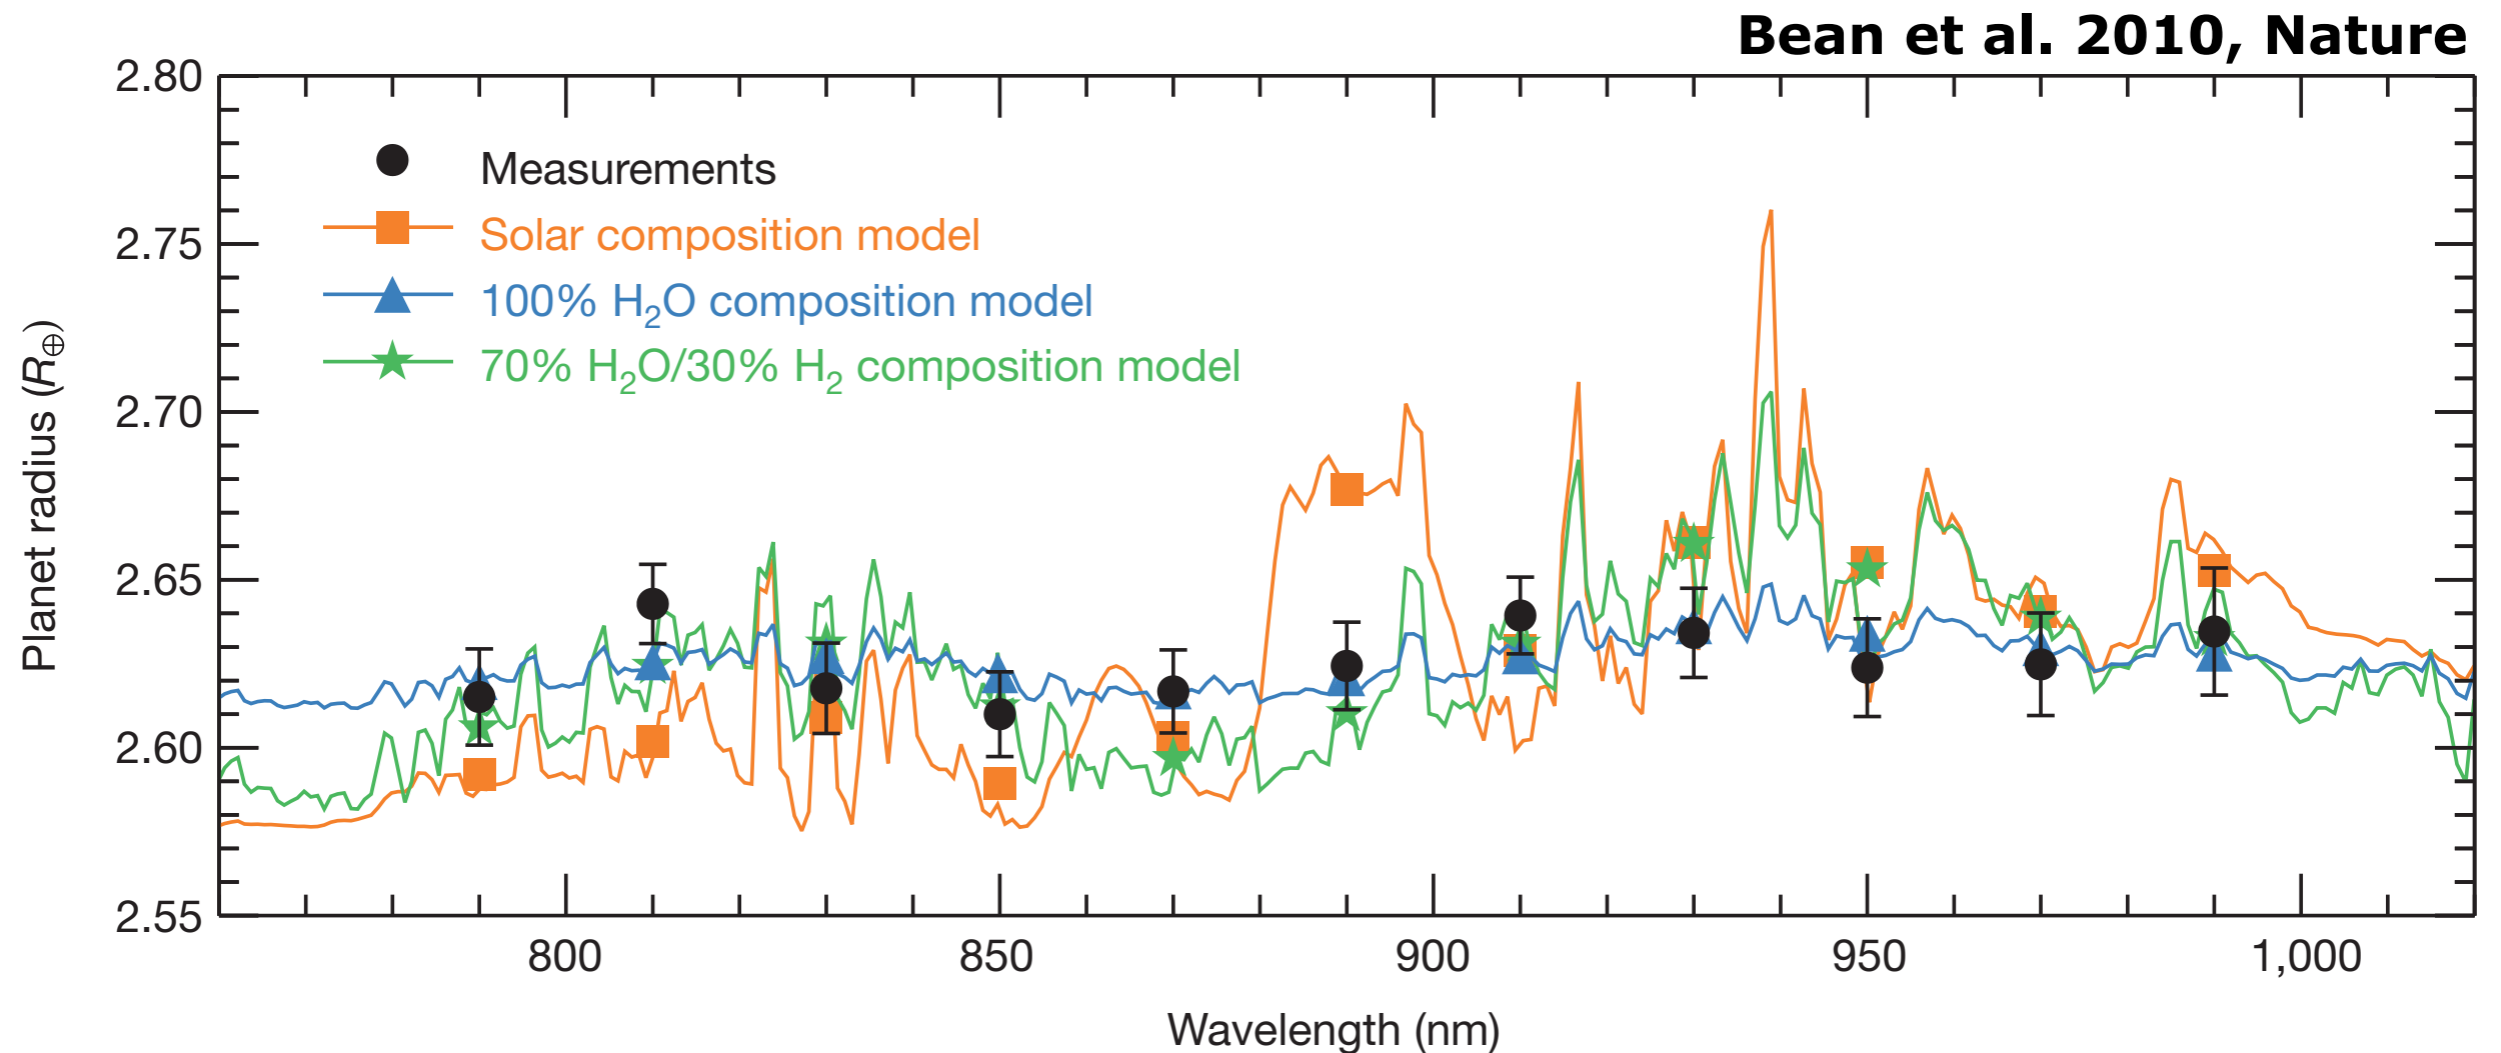 Bean et al. 2010, Nature
2.80
2.75
2.70
2.65
2.60
2.55
Planet radius (R⊕)
Measurements
Solar composition model
100% H₂O composition model
70% H₂O/30% H₂ composition model
800 850 900 950 1,000
Wavelength (nm)